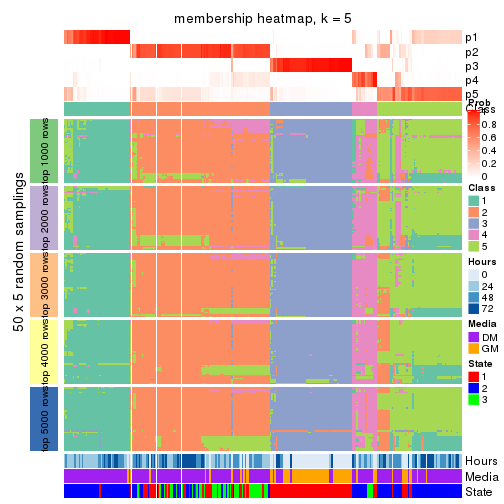 membership heatmap, k = 5
p1
p2
p3
p4
p5
Class
Prob
1
0.8
0.6
0.4
0.2
0
Class
1
2
3
4
5
Hours
0
24
48
72
Media
DM
GM
State
1
2
3
50 x 5 random samplings
top 1000 rows
top 2000 rows
top 3000 rows
top 4000 rows
top 5000 rows
Hours
Media
State